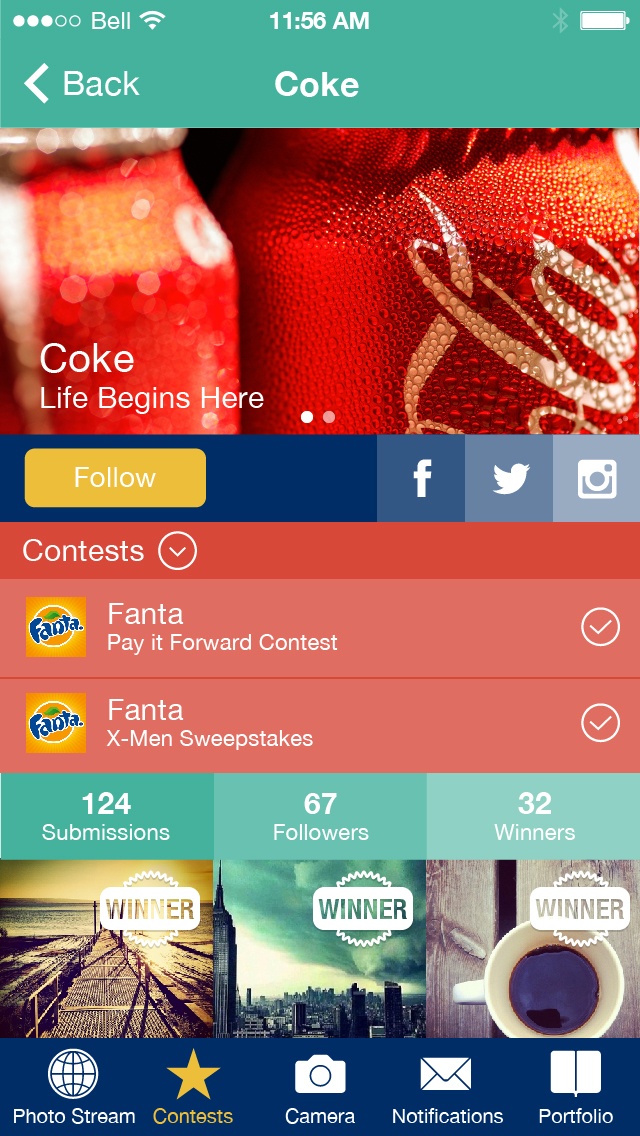 Bell
11:56 AM
Back
Coke
Coke
Life Begins Here
Follow
Contests
Fanta
Fanta
Pay it Forward Contest
Fanta
Fanta
X-Men Sweepstakes
124
Submissions
67
Followers
32
Winners
WINNER
WINNER
WINNER
Photo Stream
Contests
Camera
Notifications
Portfolio